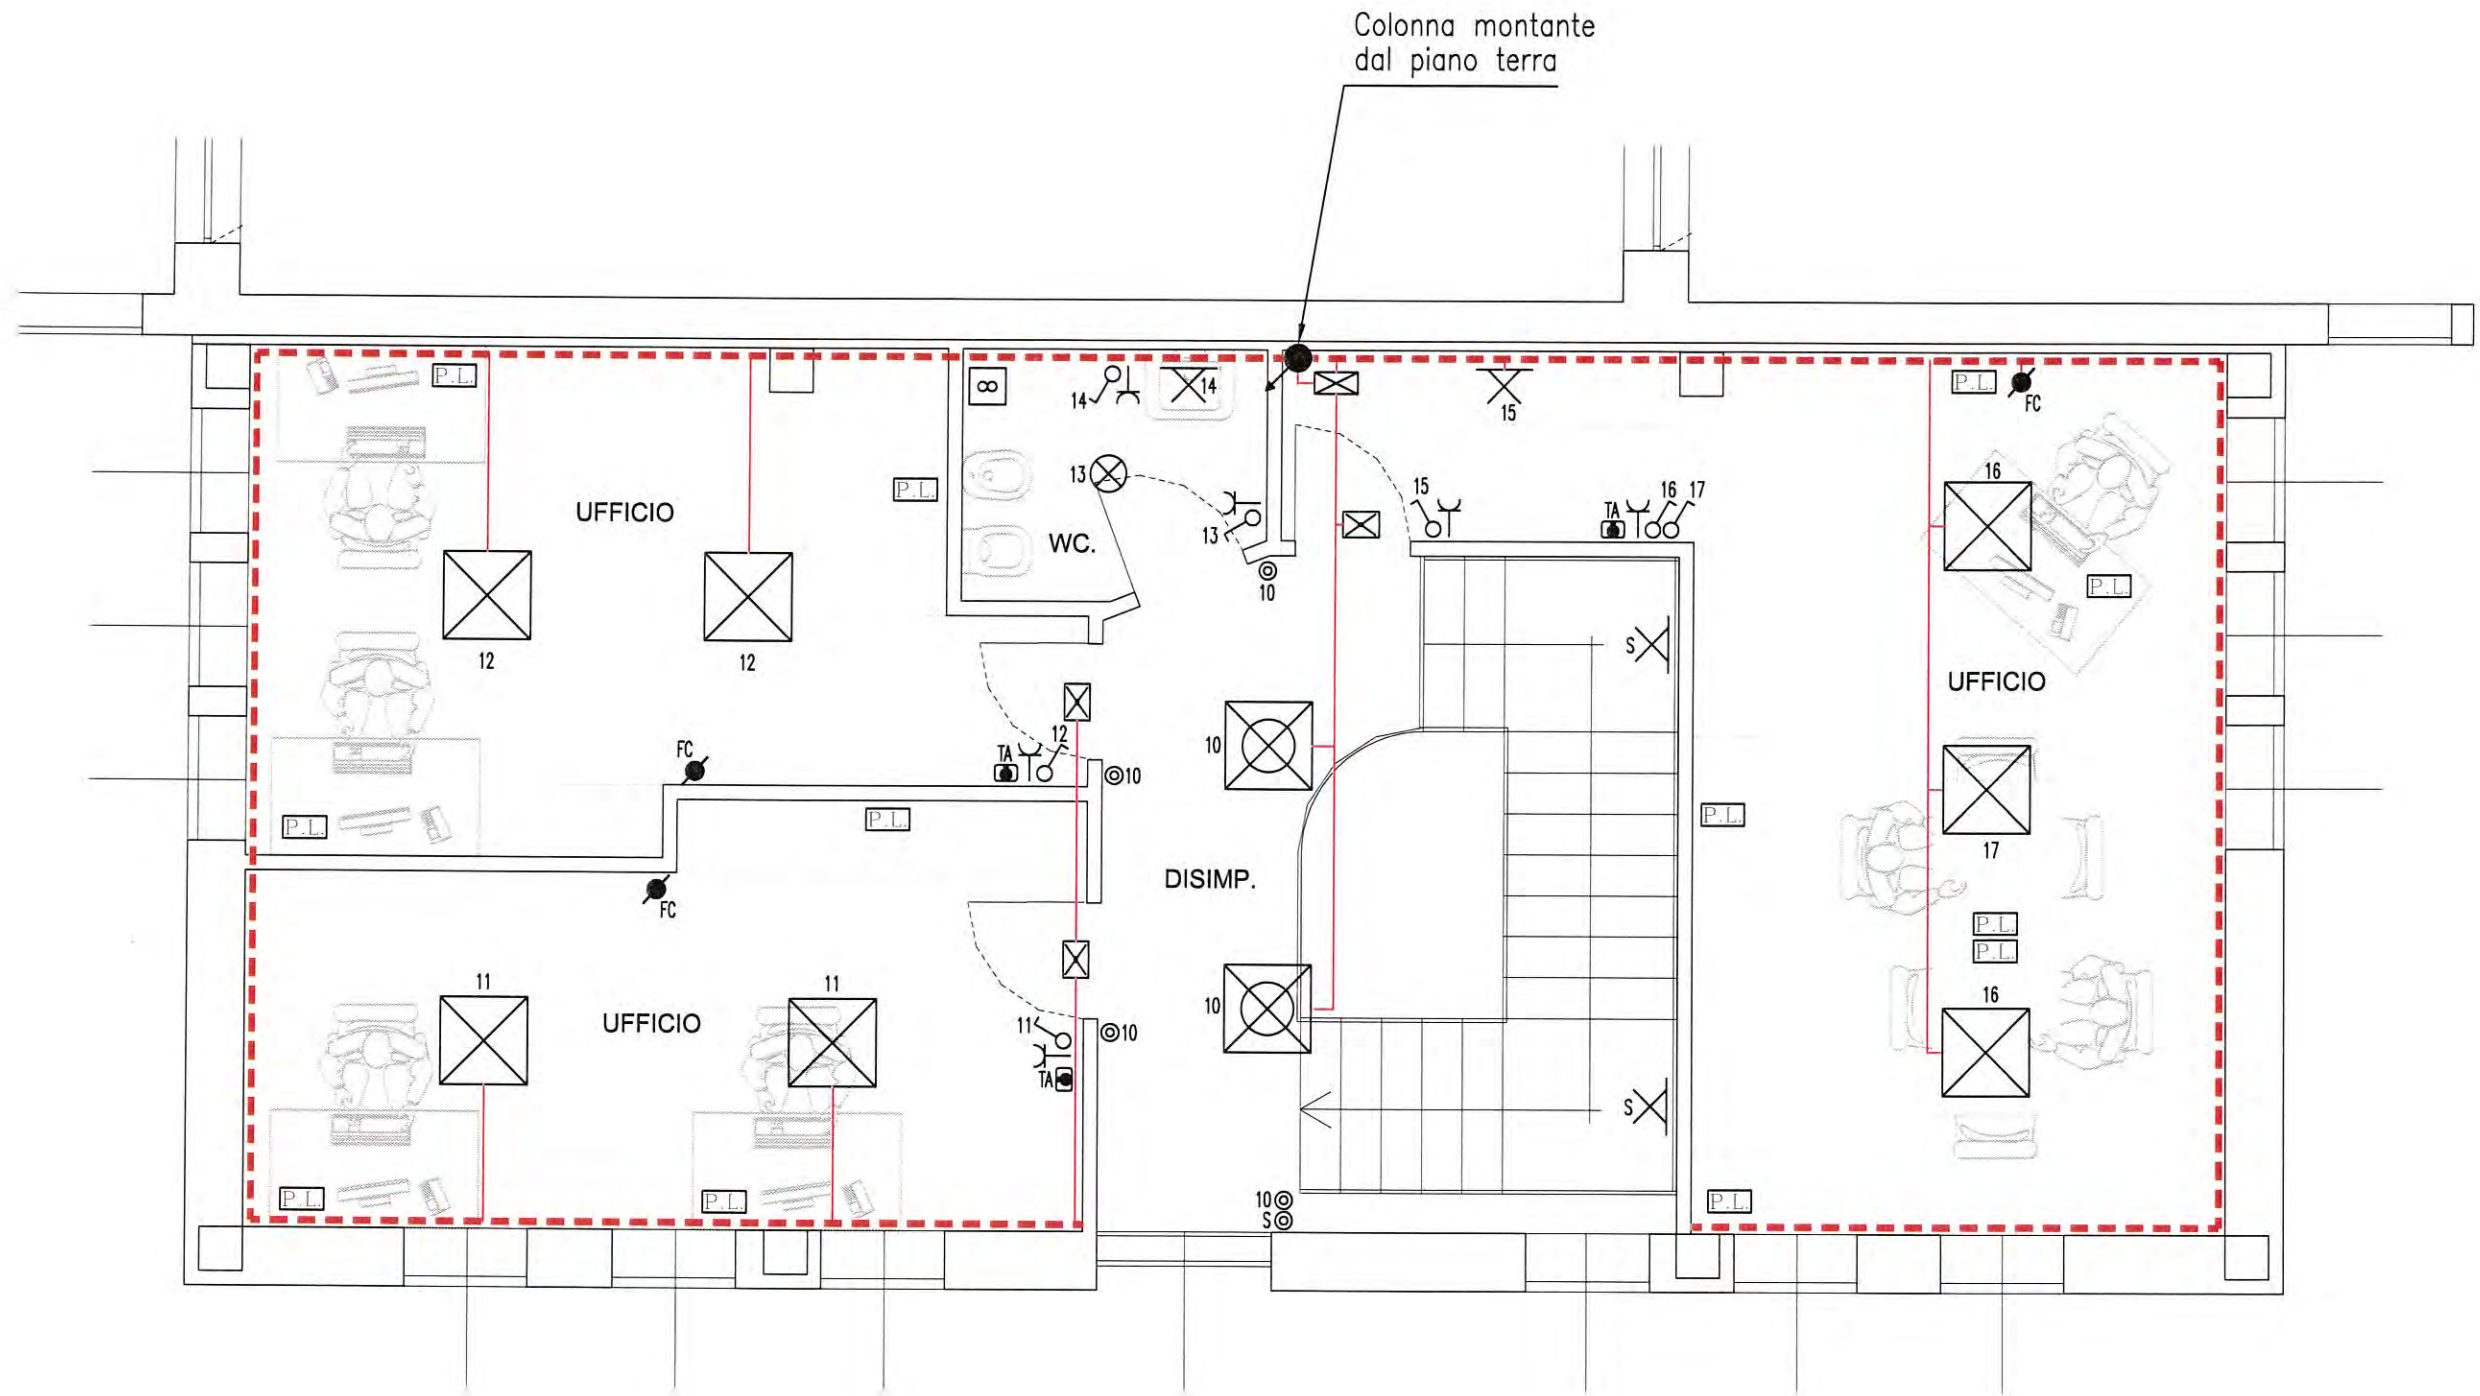 Colonna montante
dal piano terra
P.L.
14
14
15
P.L.
FC
13
P.L.
UFFICIO
WC.
13
15
TA
16
17
16
10
P.L.
12
12
S
UFFICIO
FC
TA
12
10
10
P.L.
P.L.
P.L.
17
FC
DISIMP.
P.L.
P.L.
11
11
10
16
UFFICIO
11
10
TA
S
P.L.
P.L.
10
S
P.L.